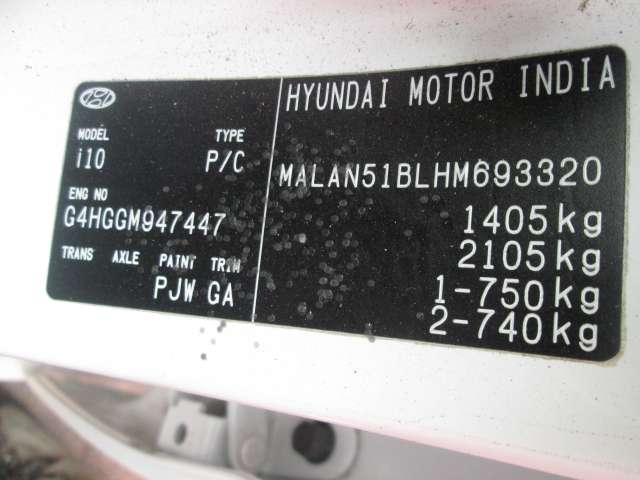 HYUNDAI MOTOR INDIA
MODEL TYPE
i10 P/C
ENG NO
G4HGGM947447
TRANS AXLE PAINT TRIM
PJW GA
MALAN51BLHM693320
1405kg
2105kg
1-750kg
2-740kg